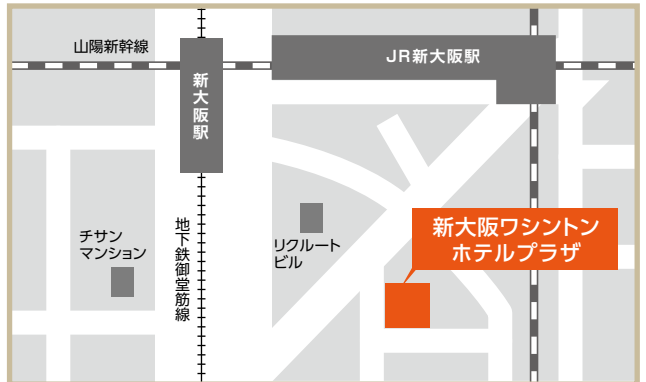 山陽新幹線
JR新大阪駅
新大阪駅
新大阪ワシントン
ホテルプラザ
チサン
マンション
地下鉄御堂筋線
リクルート
ビル